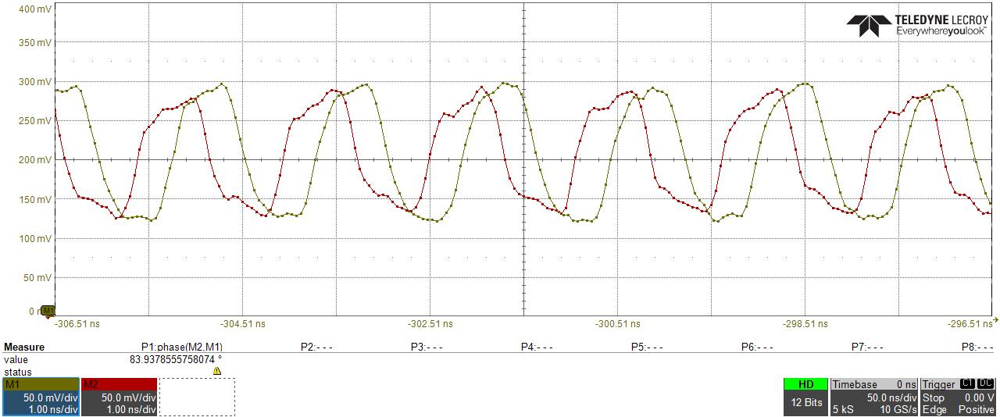 400 mV
TELEDYNE LECROY
Everywhereyoulook™
350 mV
300 mV
250 mV
200 mV
150 mV
100 mV
50 mV
M1
-306.51 ns -304.51 ns -302.51 ns -300.51 ns -298.51 ns -296.51 ns
Measure P1:phase(M2,M1) P2:- - - P3:- - - P4:- - - P5:- - - P6:- - - P7:- - - P8:- - -
value 83.9378555758074 °
status
M1 M2 HD Timebase 0 ns Trigger C1 DC
50.0 mV/div 50.0 mV/div 12 Bits 50.0 ns/div Stop 0.00 V
1.00 ns/div 1.00 ns/div 5 kS 10 GS/s Edge Positive